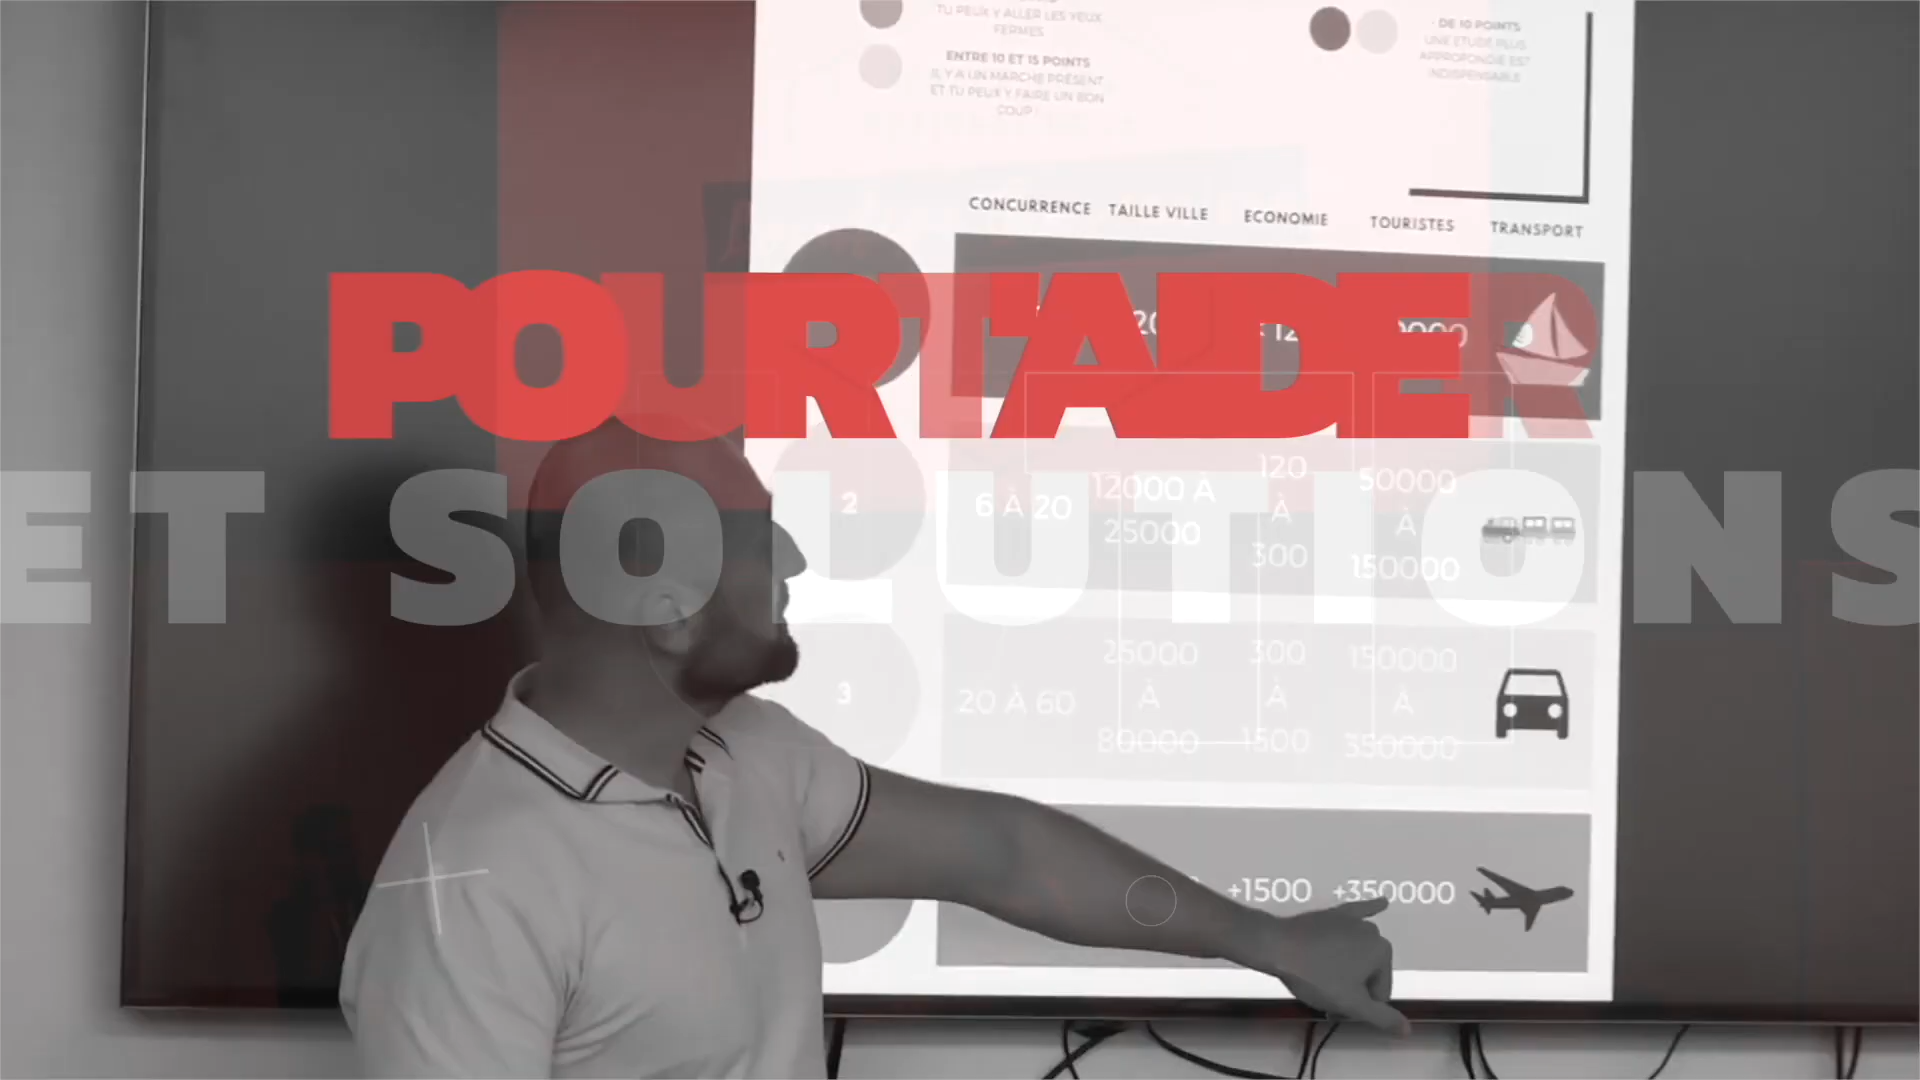 TU PEUX Y ALLER LES YEUX
FERMES
ENTRE 10 ET 15 POINTS
IL Y A UN MARCHE PRÉSENT
ET TU PEUX Y FAIRE UN BON
COUP !
- DE 10 POINTS
UNE ETUDE PLUS
APPROFONDIE EST
INDISPENSABLE
CONCURRENCE TAILLE VILLE ECONOMIE TOURISTES TRANSPORT
POUR T'AIDER
ET SOLUTIONS
2
6 À 20
12000 À
25000
120
À
300
50000
À
150000
3
20 À 60
25000
À
80000
300
À
1500
150000
À
350000
+1500 +350000